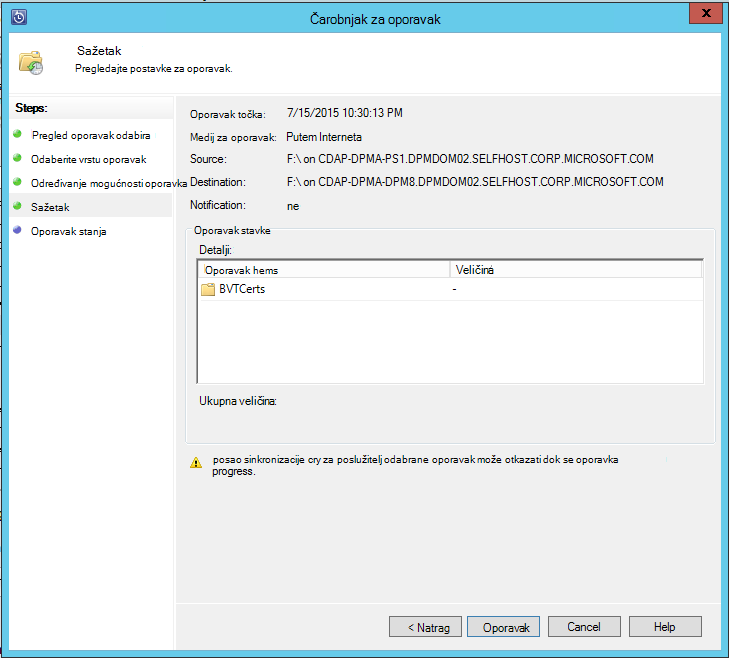 Čarobnjak za oporavak
X
Sažetak
Pregledajte postavke za oporavak.
Steps:
Pregled oporavak odabira
Odaberite vrstu oporavak
Određivanje mogućnosti oporavka
Sažetak
Oporavak stanja
Oporavak točka: 7/15/2015 10:30:13 PM
Medij za oporavak: Putem Interneta
Source: F:\ on CDAP-DPMA-PS1.DPMDOM02.SELFHOST.CORP.MICROSOFT.COM
Destination: F:\ on CDAP-DPMA-DPM8.DPMDOM02.SELFHOST.CORP.MICROSOFT.COM
Notification: ne
Oporavak stavke
Detalji:
Oporavak hems Veličina
BVTCerts -
Ukupna veličina:
posao sinkronizacije cry za poslužitelj odabrane oporavak može otkazati dok se oporavka
progress.
< Natrag Oporavak Cancel Help